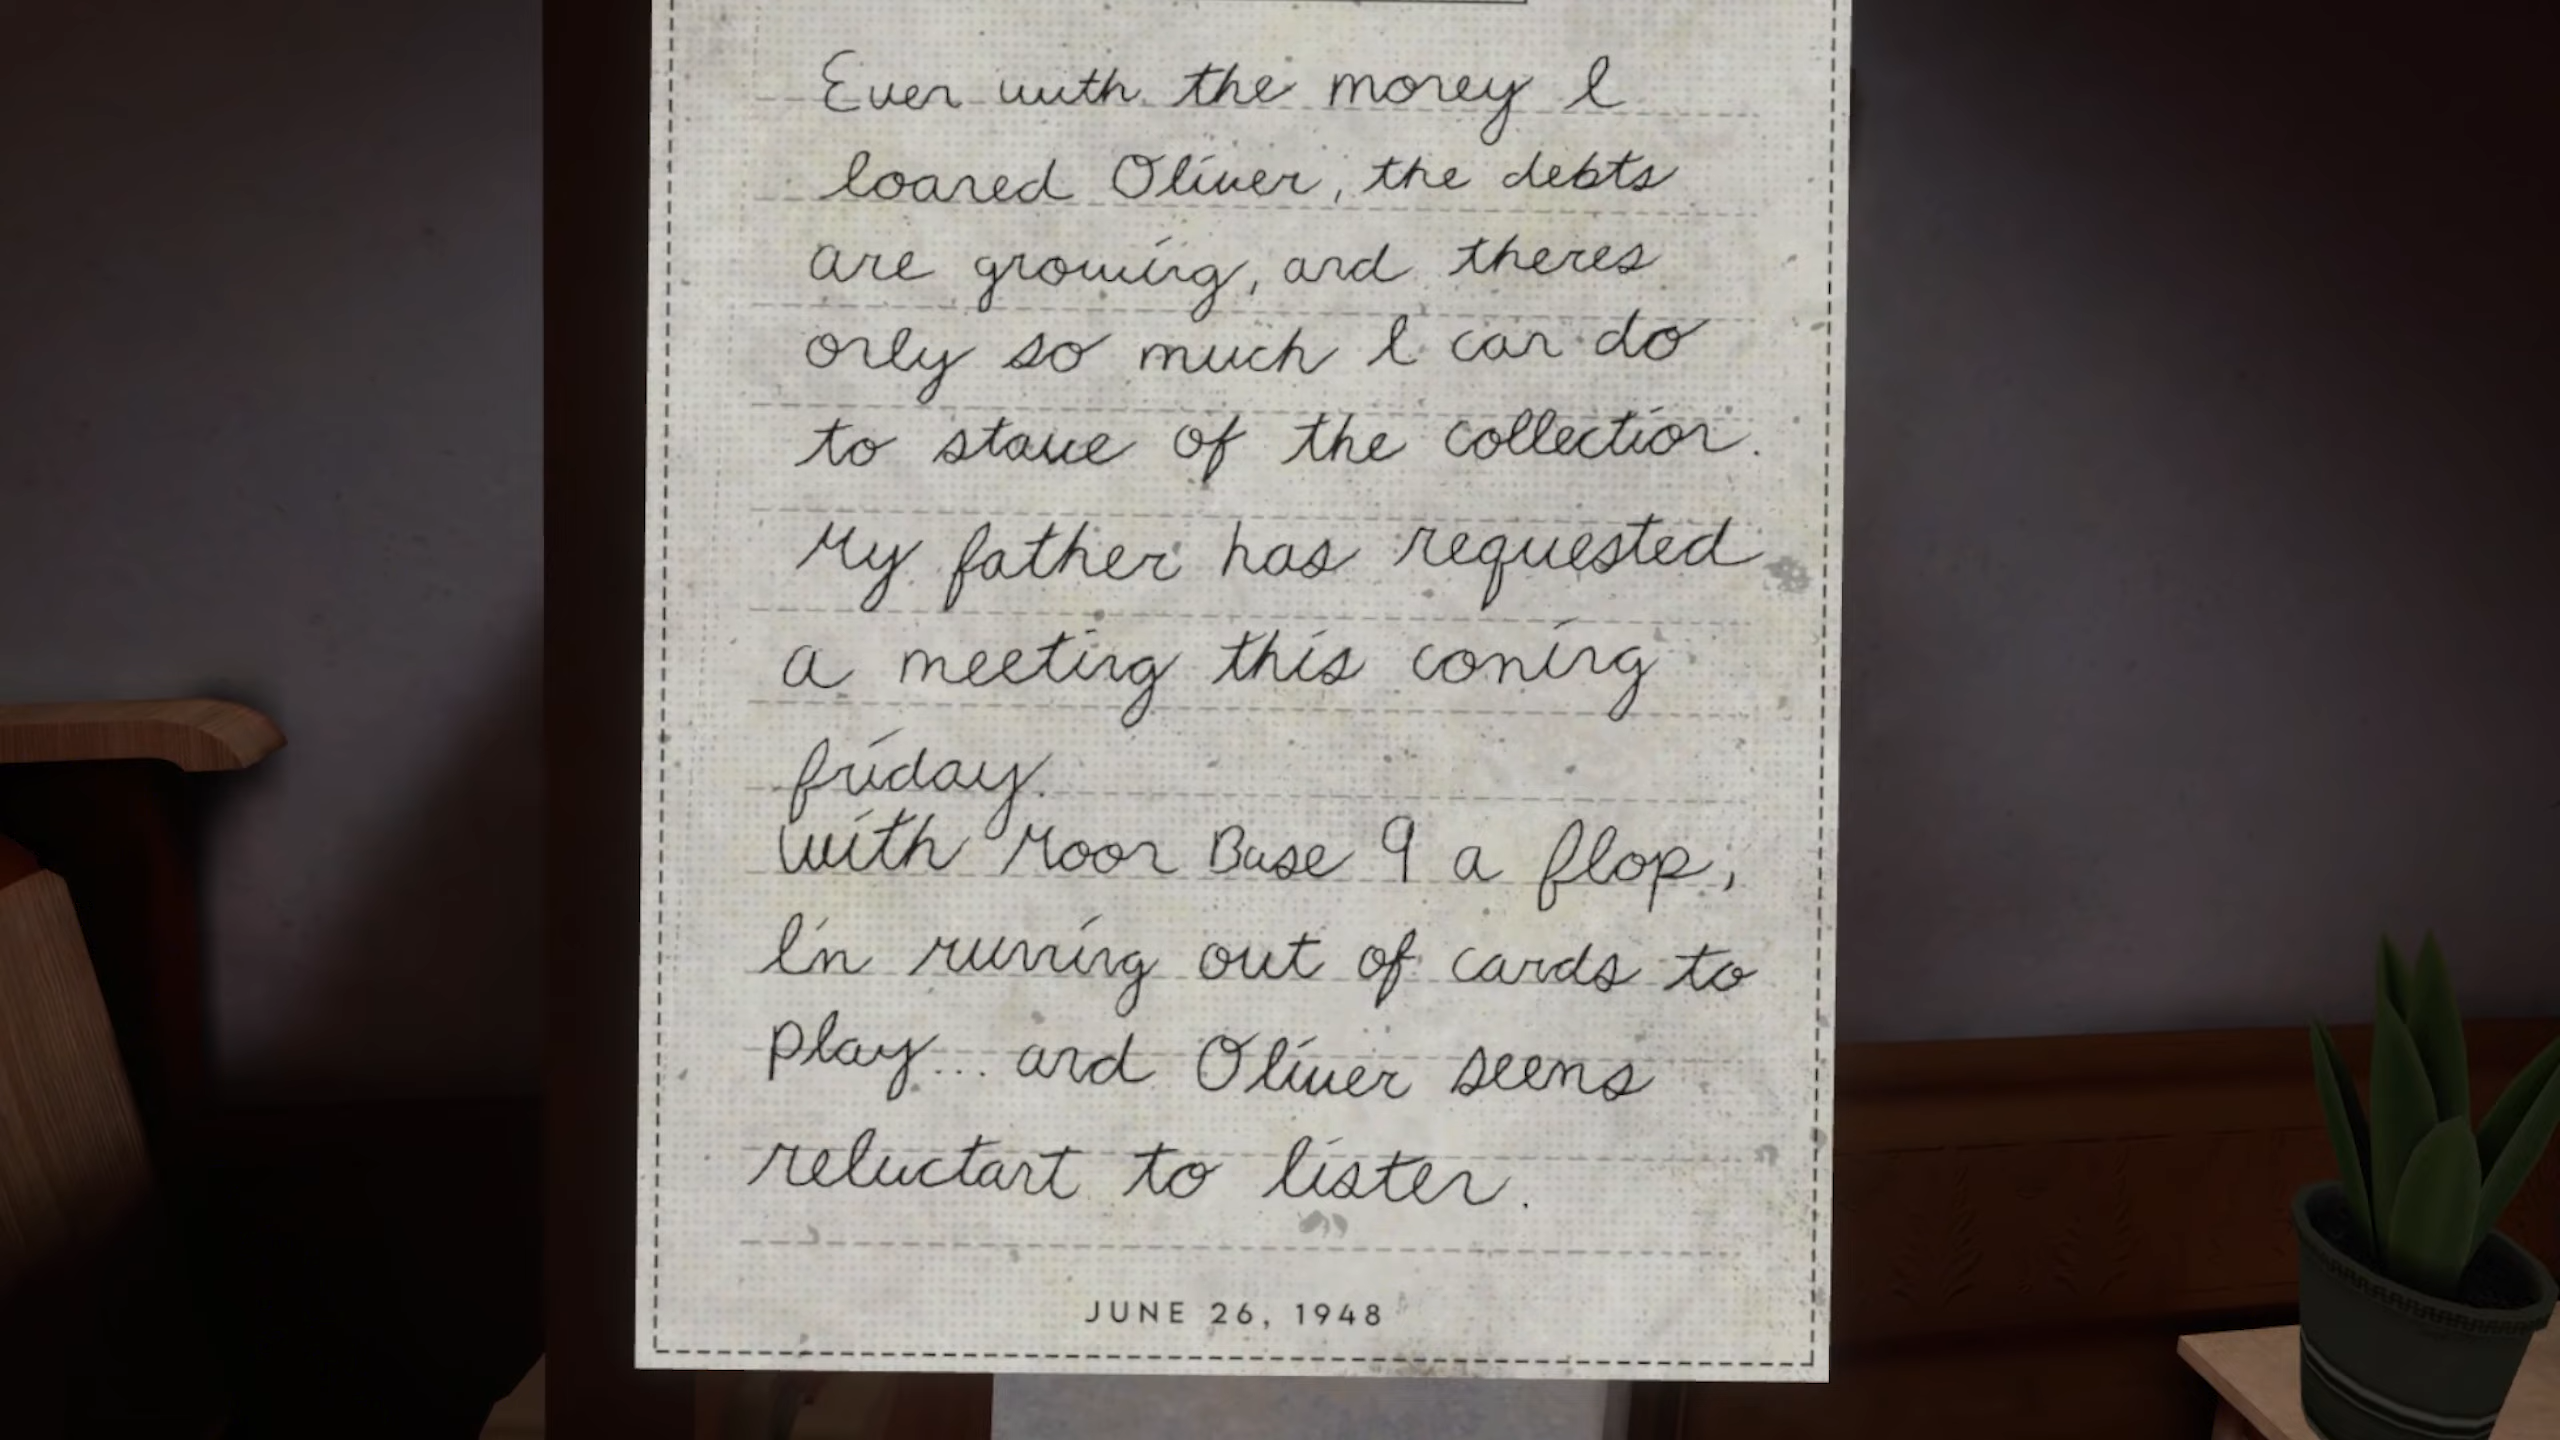 Even with the money I
loaned Oliver, the debts
are growing, and theres
only so much I can do
to stave of the collection.
My father has requested
a meeting this coming
friday.
With Moon Base 9 a flop,
I'm running out of cards to
play... and Oliver seems
reluctant to listen.
JUNE 26, 1948